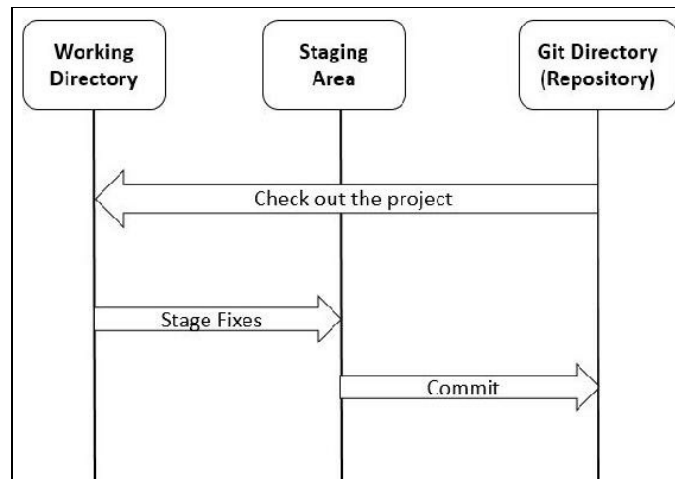 Working
Directory
Staging
Area
Git Directory
(Repository)
Check out the project
Stage Fixes
Commit